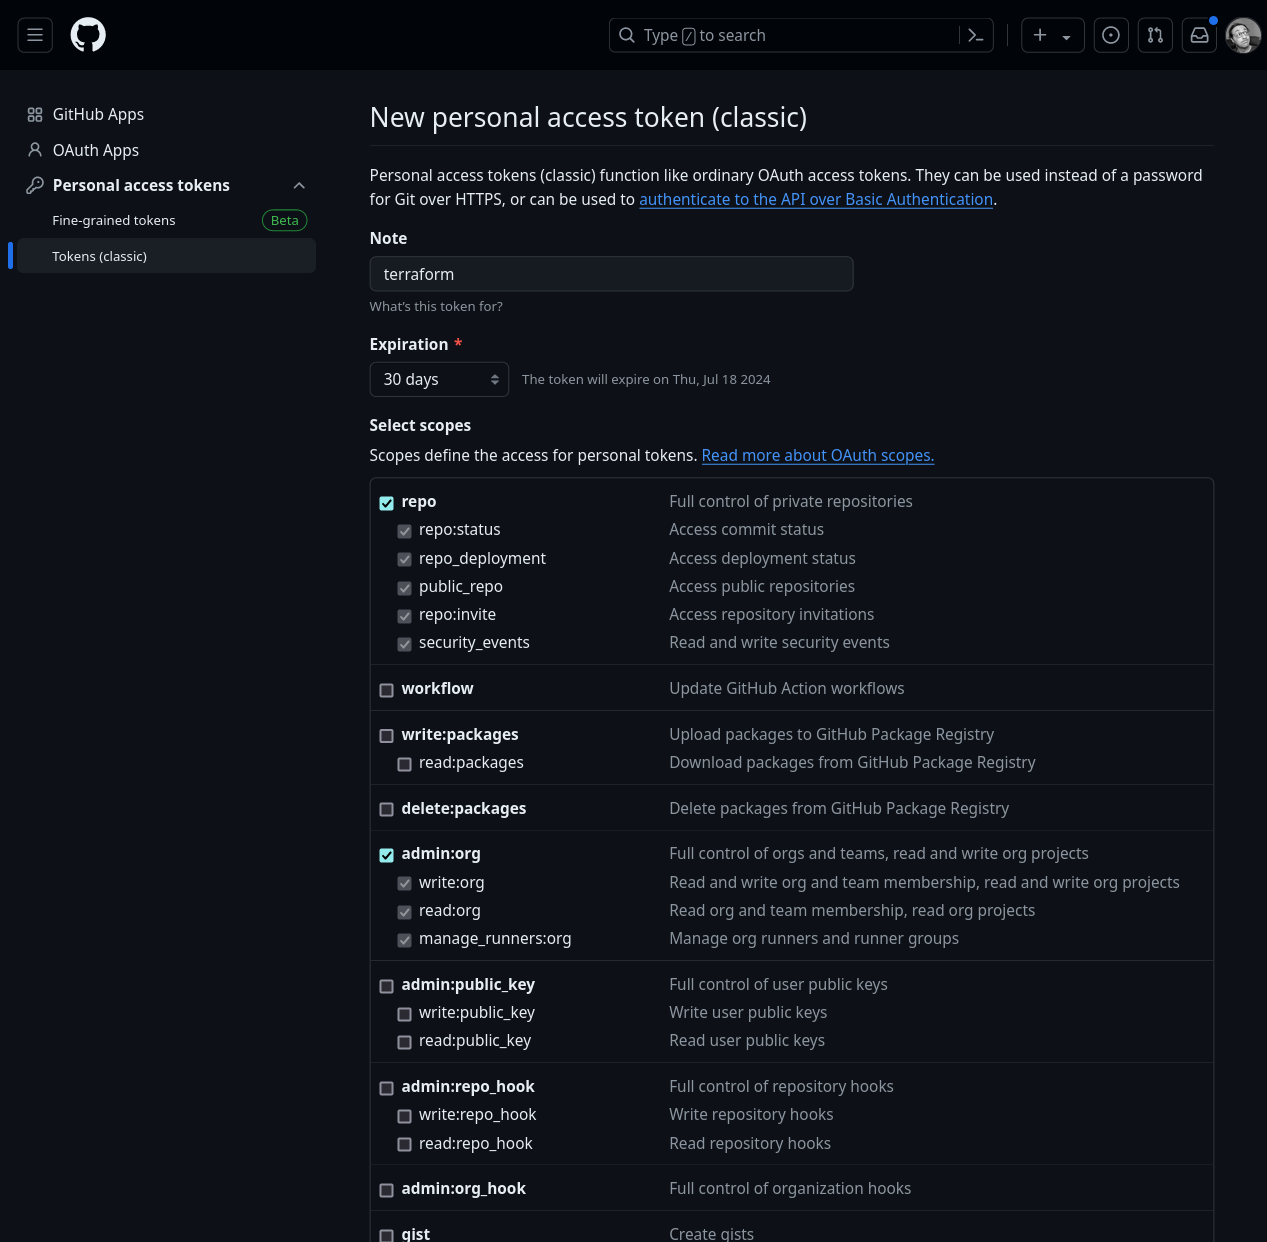 Type / to search
GitHub Apps
OAuth Apps
Personal access tokens
Fine-grained tokens Beta
Tokens (classic)
New personal access token (classic)
Personal access tokens (classic) function like ordinary OAuth access tokens. They can be used instead of a password
for Git over HTTPS, or can be used to authenticate to the API over Basic Authentication.
Note
terraform
What's this token for?
Expiration *
30 days The token will expire on Thu, Jul 18 2024
Select scopes
Scopes define the access for personal tokens. Read more about OAuth scopes.
repo Full control of private repositories
repo:status Access commit status
repo_deployment Access deployment status
public_repo Access public repositories
repo:invite Access repository invitations
security_events Read and write security events
workflow Update GitHub Action workflows
write:packages Upload packages to GitHub Package Registry
read:packages Download packages from GitHub Package Registry
delete:packages Delete packages from GitHub Package Registry
admin:org Full control of orgs and teams, read and write org projects
write:org Read and write org and team membership, read and write org projects
read:org Read org and team membership, read org projects
manage_runners:org Manage org runners and runner groups
admin:public_key Full control of user public keys
write:public_key Write user public keys
read:public_key Read user public keys
admin:repo_hook Full control of repository hooks
write:repo_hook Write repository hooks
read:repo_hook Read repository hooks
admin:org_hook Full control of organization hooks
gist Create gists